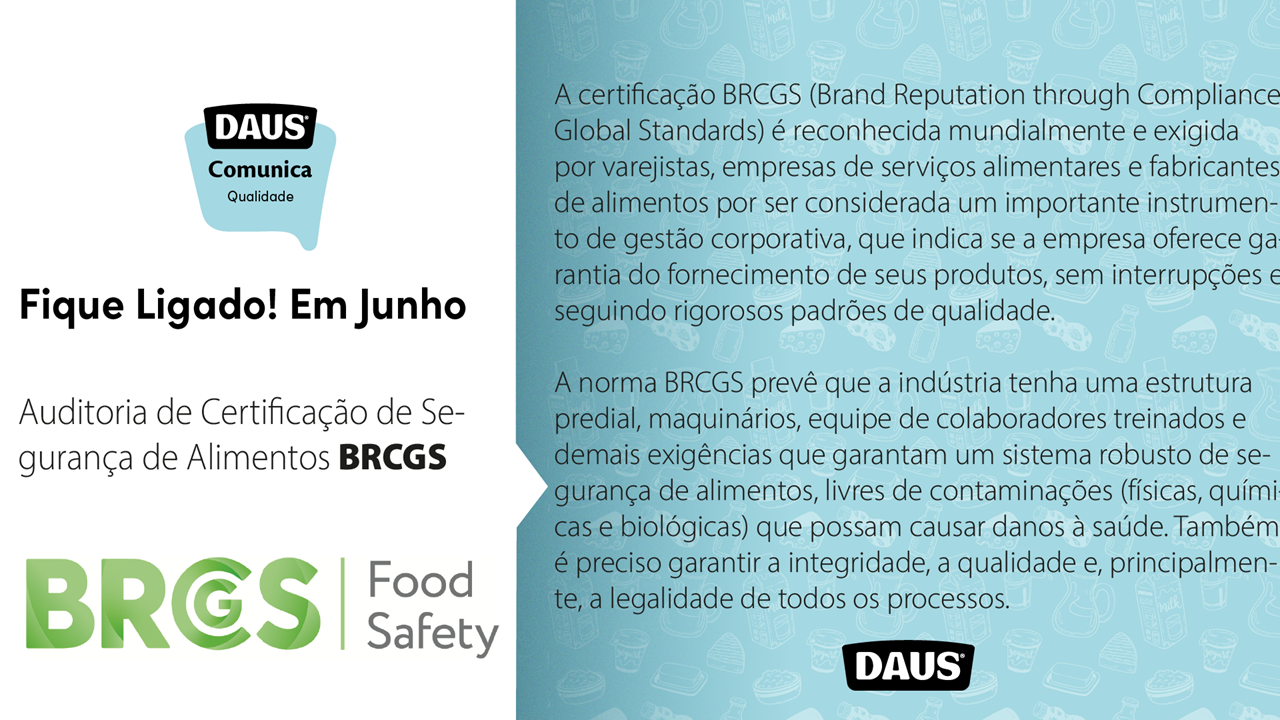 DAUS®
Comunica
Qualidade
Fique Ligado! Em Junho
Auditoria de Certificação de Se-
gurança de Alimentos BRCGS
BRCGS Food
Safety
A certificação BRCGS (Brand Reputation through Compliance
Global Standards) é reconhecida mundialmente e exigida
por varejistas, empresas de serviços alimentares e fabricantes
de alimentos por ser considerada um importante instrumen-
to de gestão corporativa, que indica se a empresa oferece ga-
rantia do fornecimento de seus produtos, sem interrupções e
seguindo rigorosos padrões de qualidade.
A norma BRCGS prevê que a indústria tenha uma estrutura
predial, maquinários, equipe de colaboradores treinados e
demais exigências que garantam um sistema robusto de se-
gurança de alimentos, livres de contaminações (físicas, quími-
cas e biológicas) que possam causar danos à saúde. Também
é preciso garantir a integridade, a qualidade e, principalmen-
te, a legalidade de todos os processos.
DAUS®